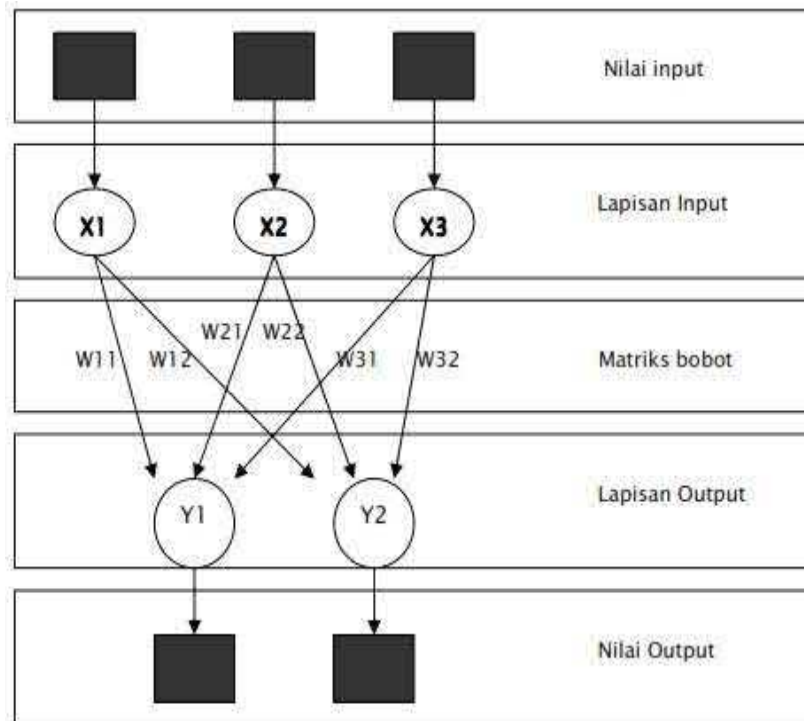 Nilai input
X1 X2 X3
Lapisan Input
W11 W12 W21 W22 W31 W32
Matriks bobot
Y1 Y2
Lapisan Output
Nilai Output